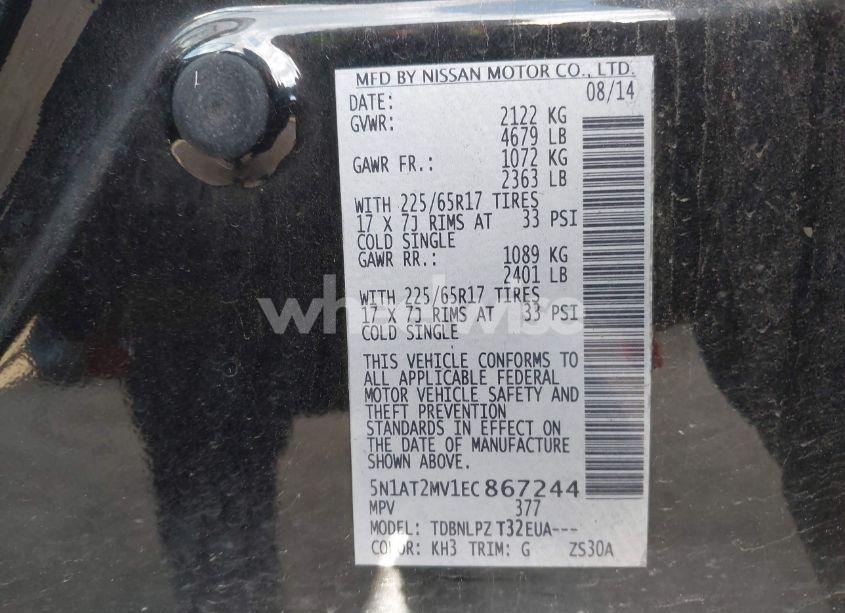 MFD BY NISSAN MOTOR CO., LTD.
DATE: 08/14
GVWR: 2122 KG
4679 LB
GAWR FR.: 1072 KG
2363 LB
WITH 225/65R17 TIRES
17 X 7J RIMS AT 33 PSI
COLD SINGLE
GAWR RR.: 1089 KG
2401 LB
WITH 225/65R17 TIRES
17 X 7J RIMS AT 33 PSI
COLD SINGLE
THIS VEHICLE CONFORMS TO
ALL APPLICABLE FEDERAL
MOTOR VEHICLE SAFETY AND
THEFT PREVENTION
STANDARDS IN EFFECT ON
THE DATE OF MANUFACTURE
SHOWN ABOVE.
5N1AT2MV1EC867244
MPV 377
MODEL: TDBNLPZ T32EUA---
COLOR: KH3 TRIM: G ZS30A